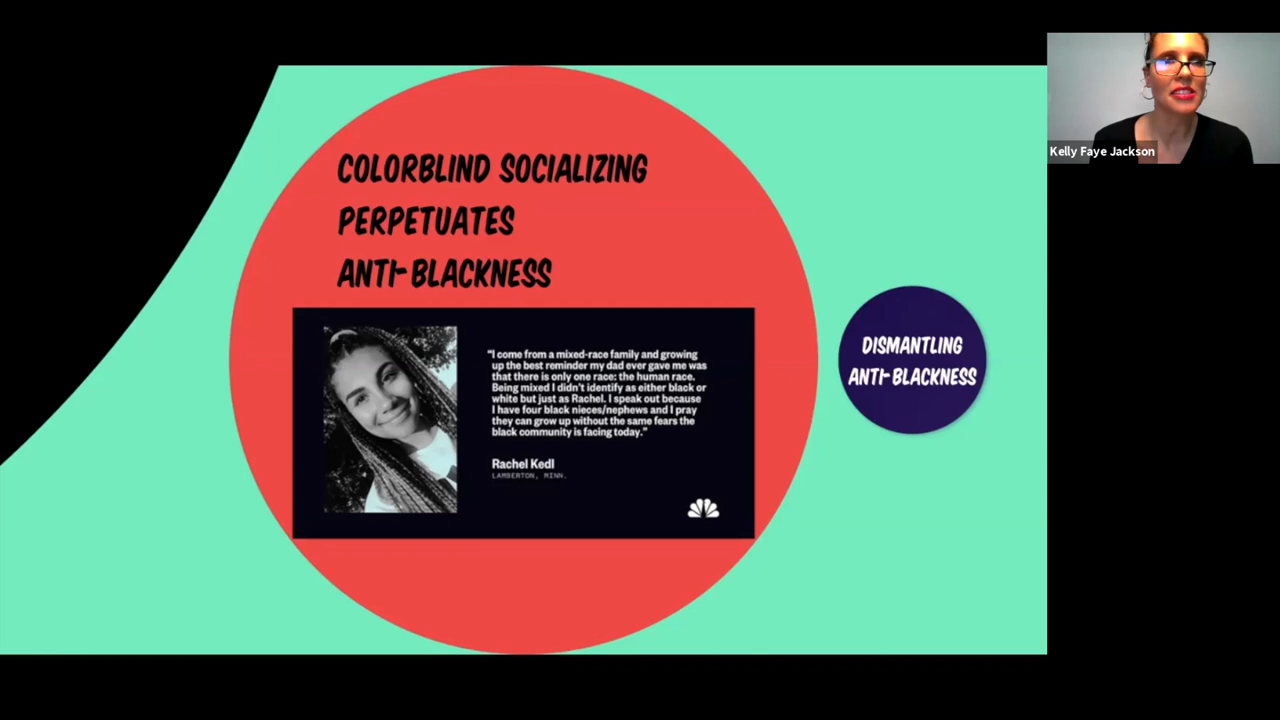 COLORBLIND SOCIALIZING
PERPETUATES
ANTI-BLACKNESS
"I come from a mixed-race family and growing
up the best reminder my dad ever gave me was
that there is only one race: the human race.
Being mixed I didn't identify as either black or
white but just as Rachel. I speak out because
I have four black nieces/nephews and I pray
they can grow up without the same fears the
black community is facing today."
Rachel Kedl
LAMBERTON, MINN.
DISMANTLING
ANTI-BLACKNESS
Kelly Faye Jackson